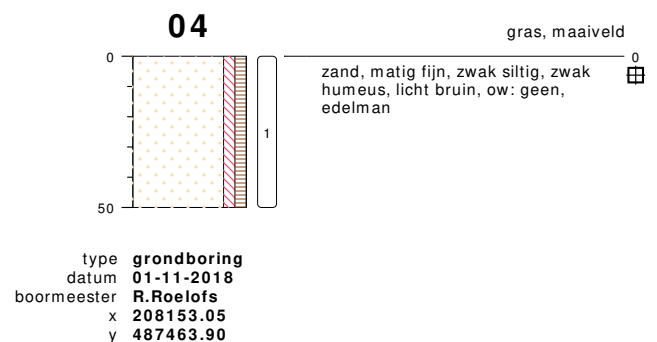 04
gras, maaiveld
0
0
zand, matig fijn, zwak siltig, zwak
humeus, licht bruin, ow: geen,
edelman
1
50
type grondboring
datum 01-11-2018
boormeester R.Roelofs
x 208153.05
y 487463.90